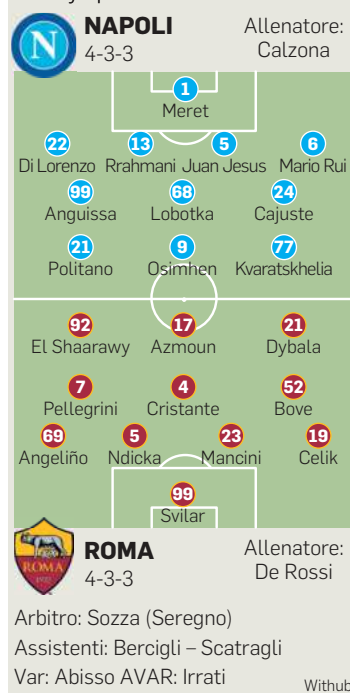 NAPOLI
4-3-3
Allenatore:
Calzona
N
1
Meret
22 13 5 6
Di Lorenzo Rrahmani Juan Jesus Mario Rui
99 68 24
Anguissa Lobotka Cajuste
21 9 77
Politano Osimhen Kvaratskhelia
92 17 21
El Shaarawy Azmoun Dybala
7 4 52
Pellegrini Cristante Bove
69 5 23 19
Angeliño Ndicka Mancini Celik
99
Svilar
ROMA
1927
ROMA
4-3-3
Allenatore:
De Rossi
Arbitro: Sozza (Seregno)
Assistenti: Bercigli – Scatragli
Var: Abisso AVAR: Irrati
Withub